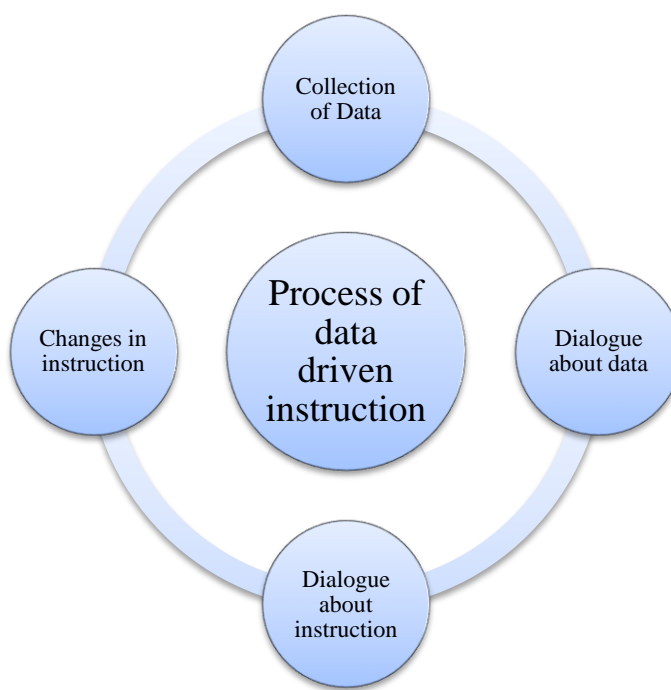 Collection
of Data
Process of
data
driven
instruction
Changes in
instruction
Dialogue
about data
Dialogue
about
instruction